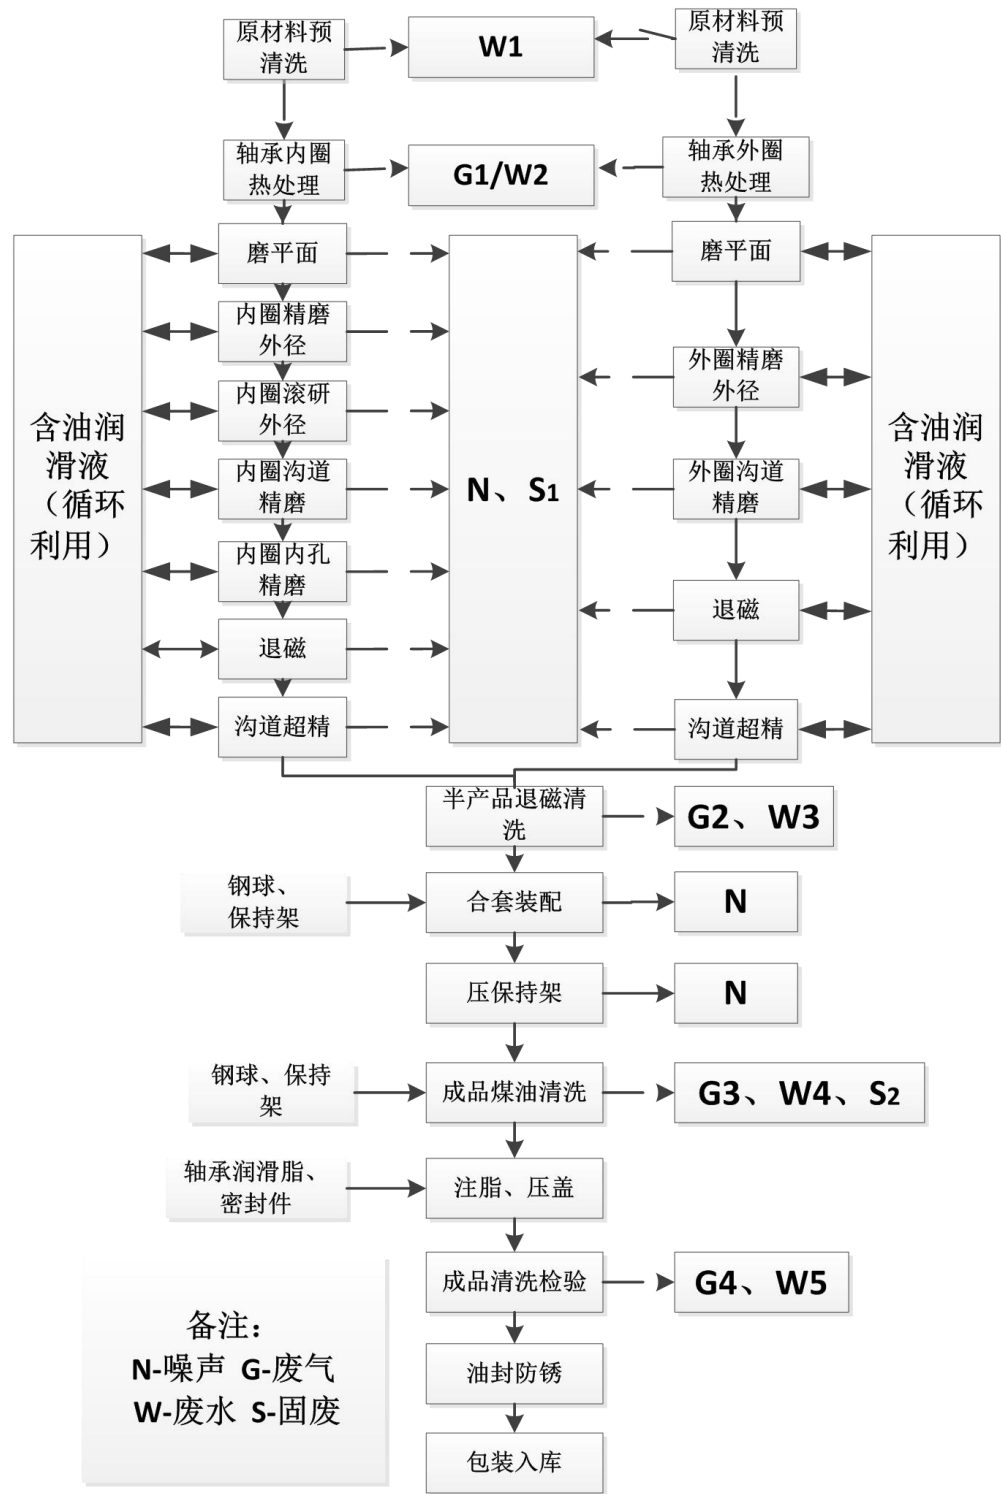 原材料预
清洗
W1
原材料预
清洗
轴承内圈
热处理
G1/W2
轴承外圈
热处理
含油润
滑液
（循环
利用）
磨平面
内圈精磨
外径
内圈滚研
外径
内圈沟道
精磨
内圈内孔
精磨
退磁
沟道超精
N、S1
磨平面
外圈精磨
外径
外圈沟道
精磨
退磁
沟道超精
含油润
滑液
（循环
利用）
半产品退磁清
洗
G2、W3
钢球、
保持架
合套装配
N
压保持架
N
钢球、保持
架
成品煤油清洗
G3、W4、S2
轴承润滑脂、
密封件
注脂、压盖
成品清洗检验
G4、W5
油封防锈
包装入库
备注：
N-噪声 G-废气
W-废水 S-固废